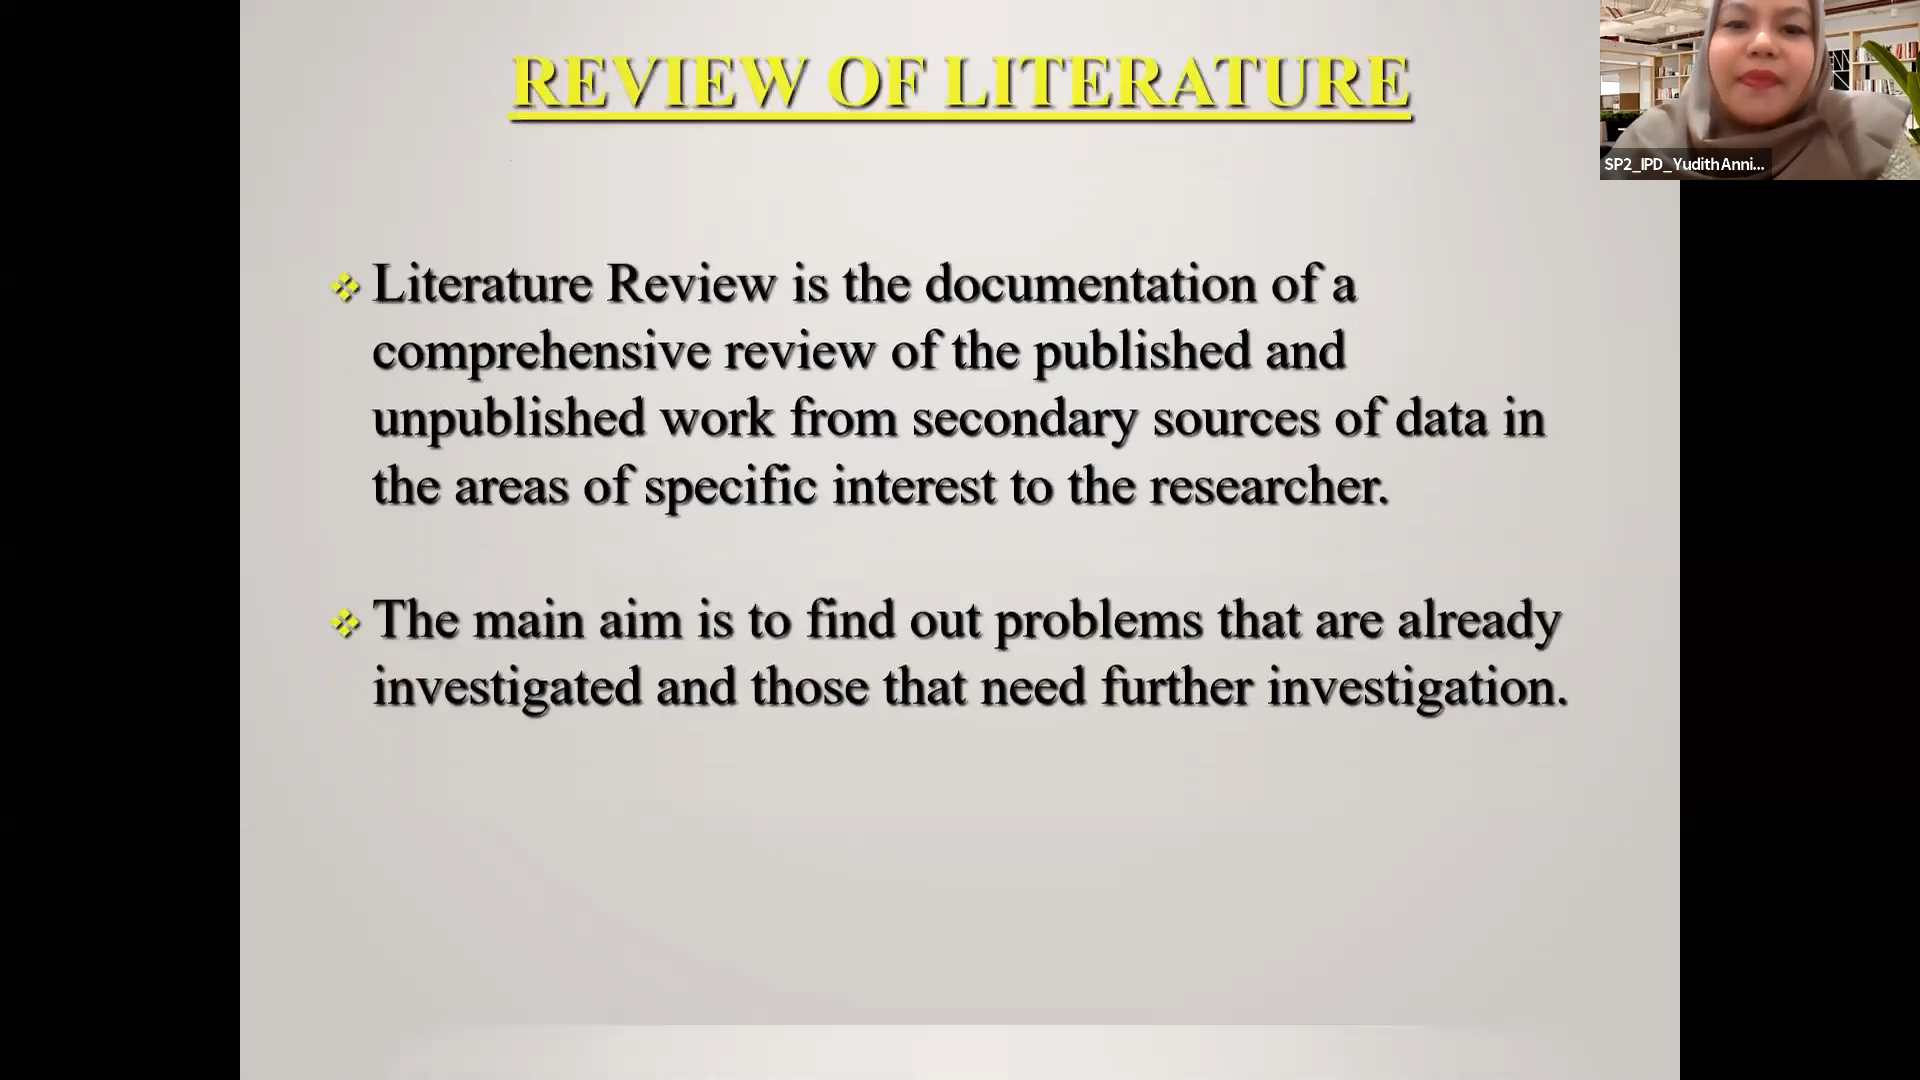 REVIEW OF LITERATURE
Literature Review is the documentation of a
comprehensive review of the published and
unpublished work from secondary sources of data in
the areas of specific interest to the researcher.
The main aim is to find out problems that are already
investigated and those that need further investigation.
SP2_IPD_YudithAnni...